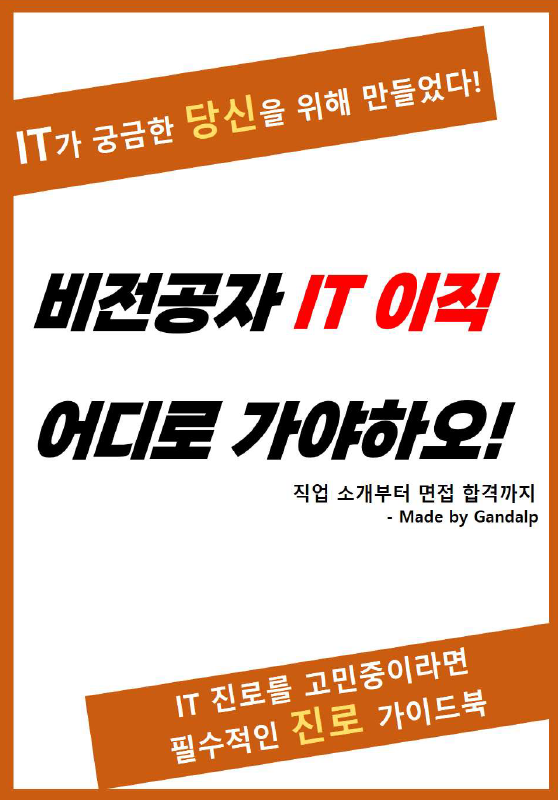 IT가 궁금한 당신을 위해 만들었다!
비전공자 IT 이직
어디로 가야하오!
직업 소개부터 면접 합격까지
- Made by Gandalp
IT 진로를 고민중이라면
필수적인 진로 가이드북